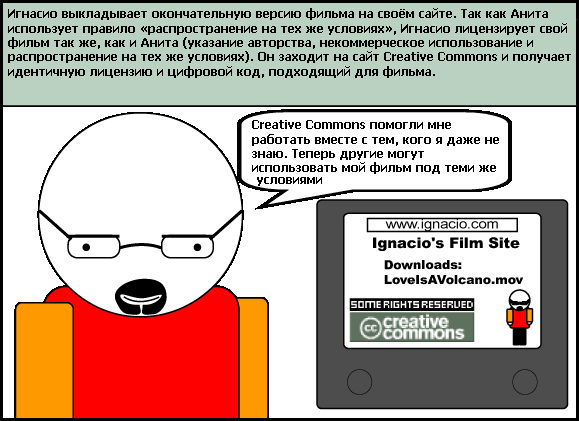 Игнасио выкладывает окончательную версию фильма на своём сайте. Так как Анита
использует правило «распространение на тех же условиях», Игнасио лицензирует свой
фильм так же, как и Анита (указание авторства, некоммерческое использование и
распространение на тех же условиях). Он заходит на сайт Creative Commons и получает
идентичную лицензию и цифровой код, подходящий для фильма.
Creative Commons помогли мне
работать вместе с тем, кого я даже не
знаю. Теперь другие могут
использовать мой фильм под теми же
условиями
www.ignacio.com
Ignacio's Film Site
Downloads:
LoveIsAVolcano.mov
SOME RIGHTS RESERVED
cc creative
commons